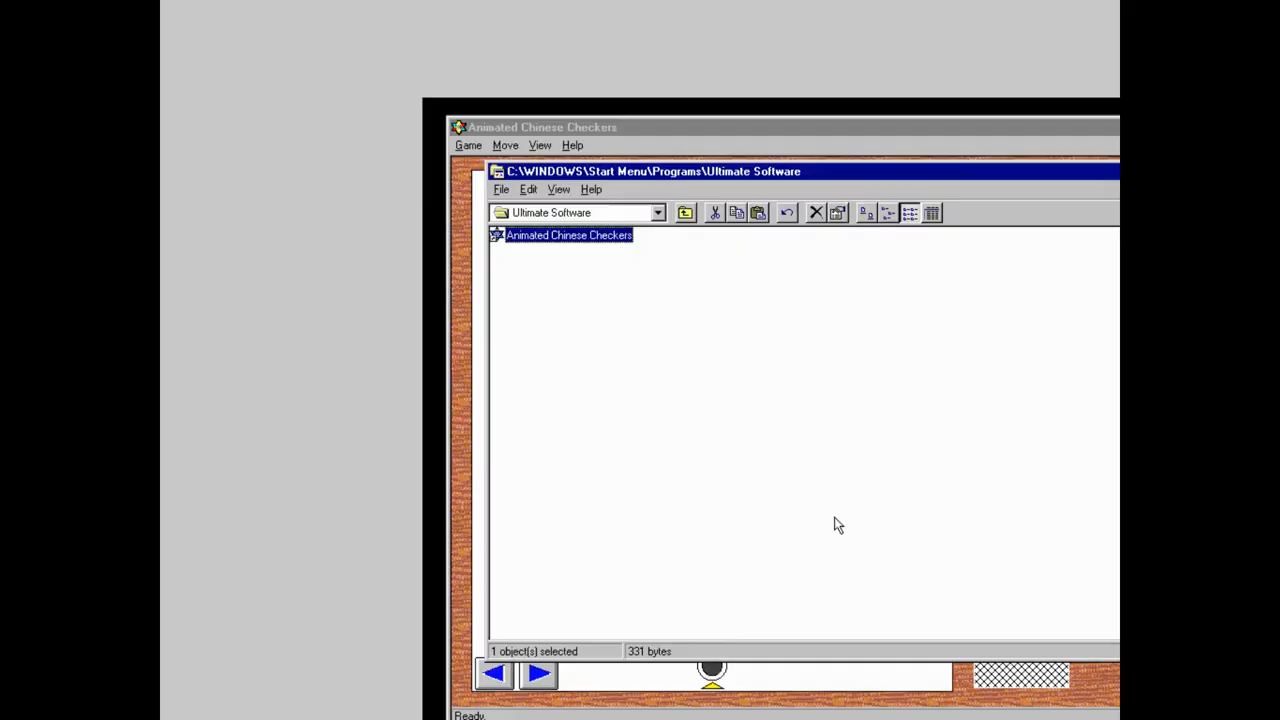 Animated Chinese Checkers
Game Move View Help
C:\WINDOWS\Start Menu\Programs\Ultimate Software
File Edit View Help
Ultimate Software
Animated Chinese Checkers
1 object(s) selected 331 bytes
Ready.